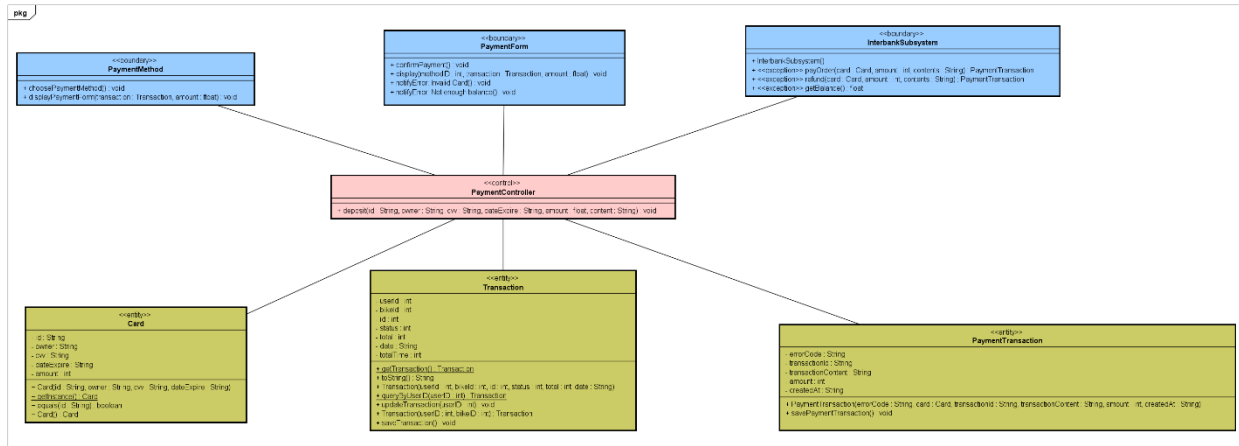 pkg
<<boundary>>
PaymentMethod
+ choosePaymentMethod() : void
+ displayPaymentForm(transaction : Transaction, amount : float) : void
<<boundary>>
PaymentForm
+ confirmPayment() : void
+ display(methodID : int, transaction : Transaction, amount : float) : void
+ notifyError: Invalid Card() : void
+ notifyError: Not enough balance() : void
<<boundary>>
InterbankSubsystem
+ InterbankSubsystem()
+ <<exception>> payOrder(card : Card, amount : int, contents : String) : PaymentTransaction
+ <<exception>> refund(card : Card, amount : int, contents : String) : PaymentTransaction
+ <<exception>> getBalance() : float
<<control>>
PaymentController
+ deposit(id : String, owner : String, cvv : String, dateExpire : String, amount : float, content : String) : void
<<entity>>
Card
- id : String
- owner : String
- cvv : String
- dateExpire : String
- amount : int
+ Card(id : String, owner : String, cvv : String, dateExpire : String)
+ getInstance() : Card
+ equals(id : String) : boolean
+ Card() : Card
<<entity>>
Transaction
- userId : int
- bikeId : int
- id : int
- status : int
- total : int
- date : String
- totalTime : int
+ getTransaction() : Transaction
+ toString() : String
+ Transaction(userId : int, bikeId : int, id : int, status : int, total : int, date : String)
+ queryByUserID(userID : int) : Transaction
+ updateTransaction(userID : int) : void
+ Transaction(userID : int, bikeID : int) : Transaction
+ saveTransaction() : void
<<entity>>
PaymentTransaction
- errorCode : String
- transactionId : String
- transactionContent : String
- amount : int
- createdAt : String
+ PaymentTransaction(errorCode : String, card : Card, transactionId : String, transactionContent : String, amount : int, createdAt : String)
+ savePaymentTransaction() : void